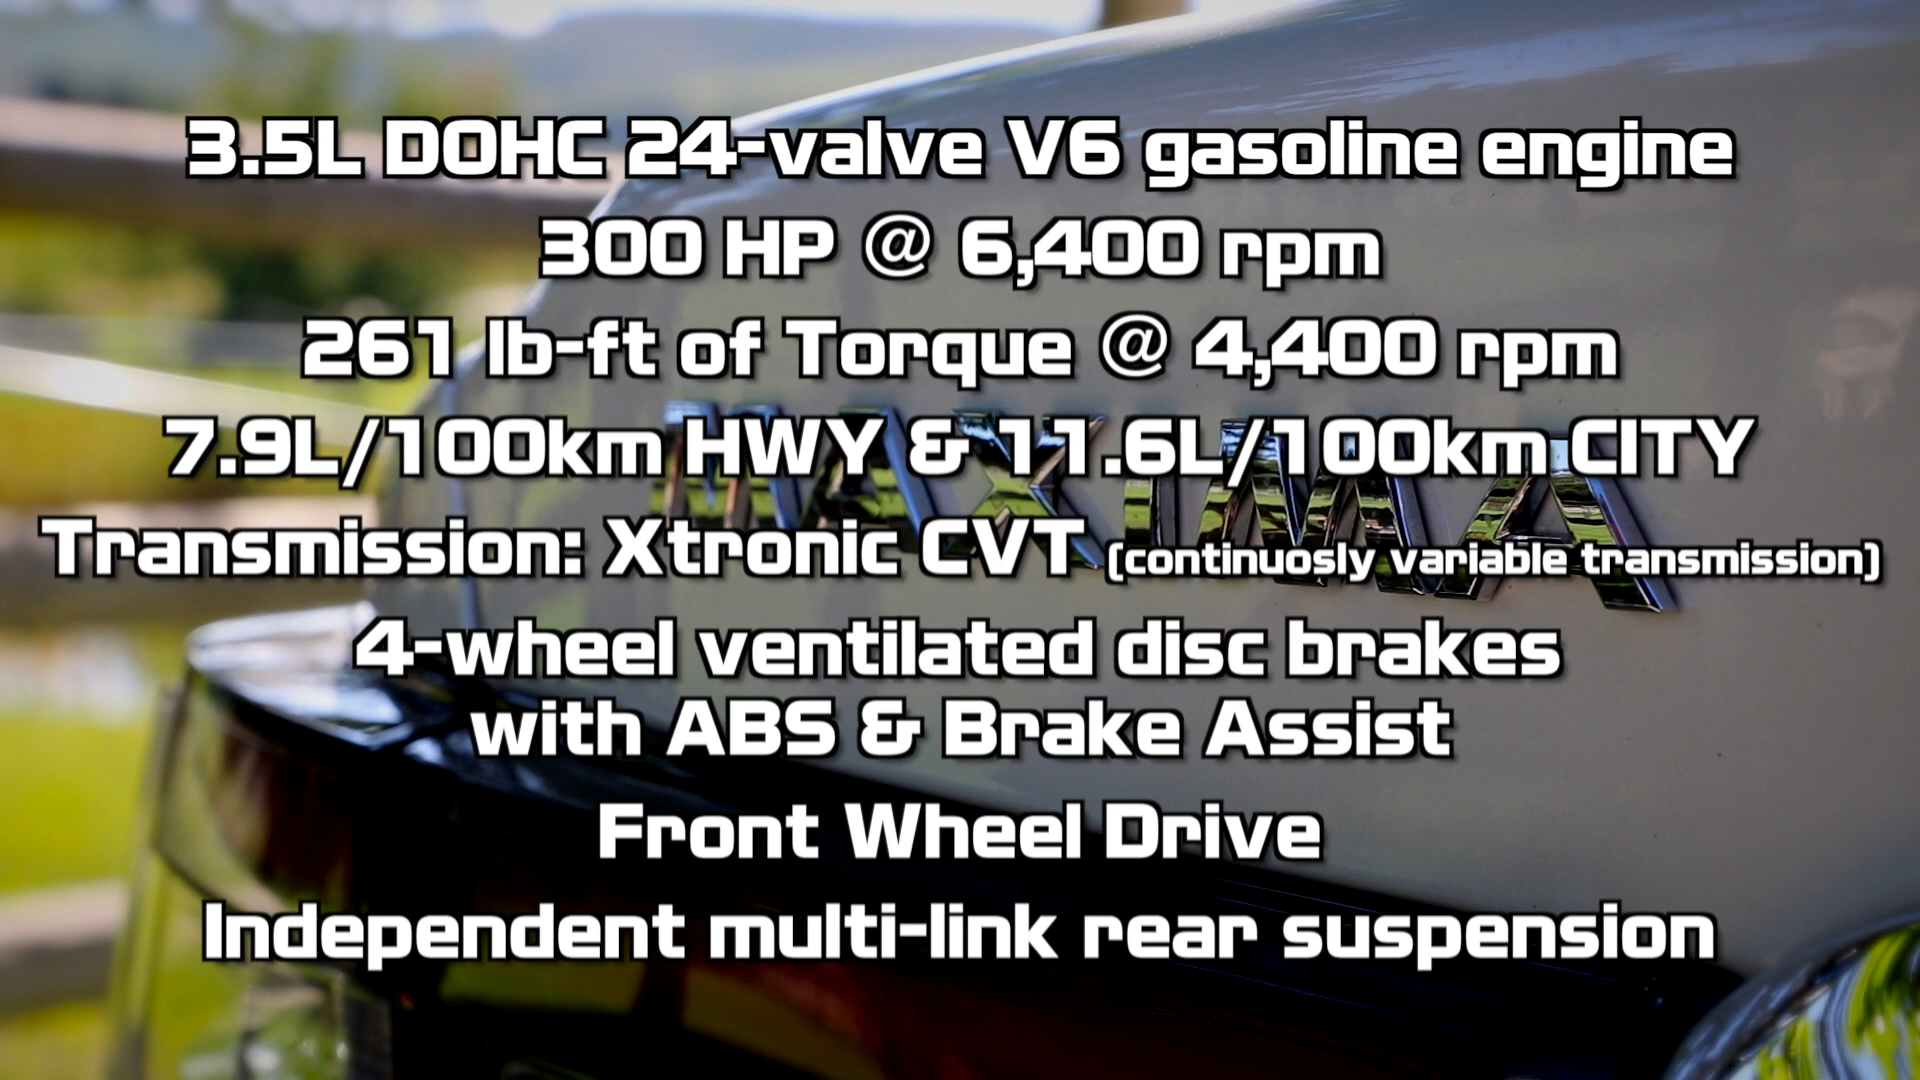 3.5L DOHC 24-valve V6 gasoline engine
300 HP @ 6,400 rpm
261 lb-ft of Torque @ 4,400 rpm
7.9L/100km HWY & 11.6L/100km CITY
MAXIMA
Transmission: Xtronic CVT (continuosly variable transmission)
4-wheel ventilated disc brakes
with ABS & Brake Assist
Front Wheel Drive
Independent multi-link rear suspension